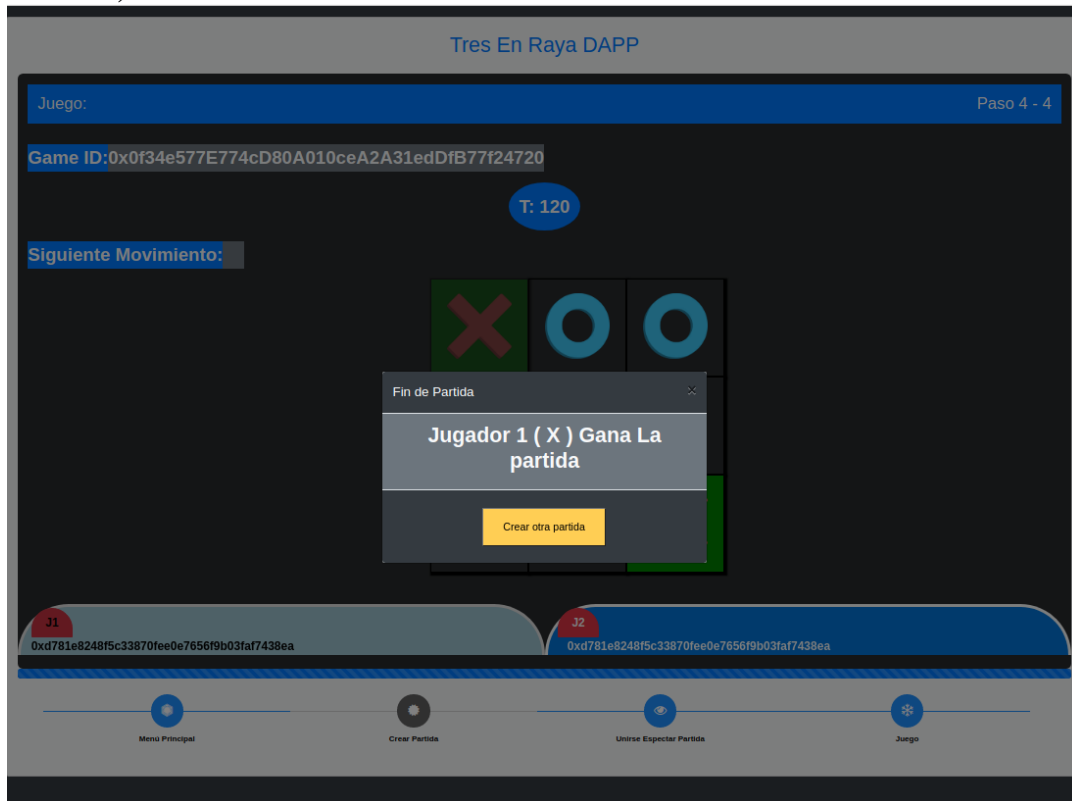 Tres En Raya DAPP
Juego:
Paso 4 - 4
Game ID:0x0f34e577E774cD80A010ceA2A31edDfB77f24720
T: 120
Siguiente Movimiento:
Fin de Partida
×
Jugador 1 ( X ) Gana La
partida
Crear otra partida
J1
0xd781e8248f5c33870fee0e7656f9b03faf7438ea
J2
0xd781e8248f5c33870fee0e7656f9b03faf7438ea
Menú Principal
Crear Partida
Unirse Espectar Partida
Juego